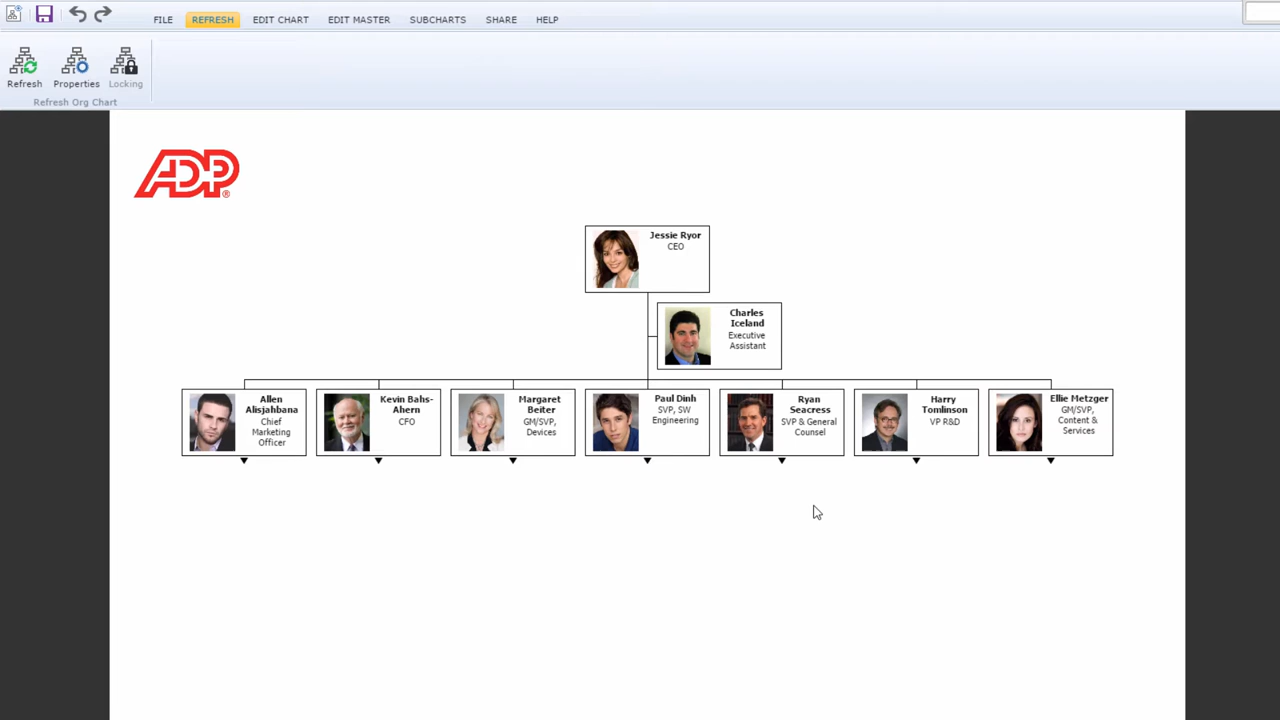 FILE REFRESH EDIT CHART EDIT MASTER SUBCHARTS SHARE HELP
Refresh Properties Locking
Refresh Org Chart
ADP®
Jessie Ryor
CEO
Charles
Iceland
Executive
Assistant
Allen
Alisjahbana
Chief
Marketing
Officer
Kevin Bahs-
Ahern
CFO
Margaret
Beiter
GM/SVP,
Devices
Paul Dinh
SVP, SW
Engineering
Ryan
Seacress
SVP & General
Counsel
Harry
Tomlinson
VP R&D
Ellie Metzger
GM/SVP,
Content &
Services